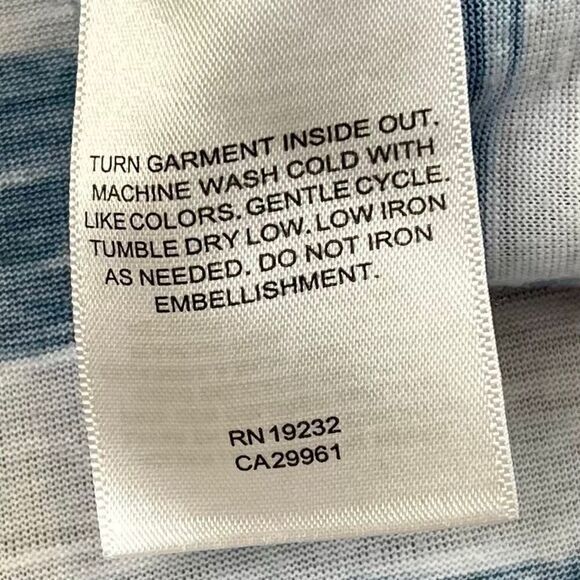 TURN GARMENT INSIDE OUT.
MACHINE WASH COLD WITH
LIKE COLORS. GENTLE CYCLE.
TUMBLE DRY LOW. LOW IRON
AS NEEDED. DO NOT IRON
EMBELLISHMENT.
RN 19232
CA29961